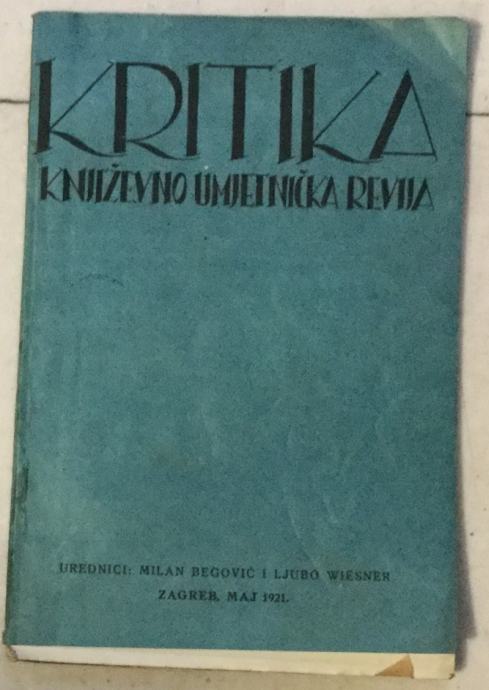 KRITIKA
KNJIŽEVNO UMJETNIČKA REVIJA
UREDNICI: MILAN BEGOVIĆ I LJUBO WIESNER
ZAGREB, MAJ 1921.